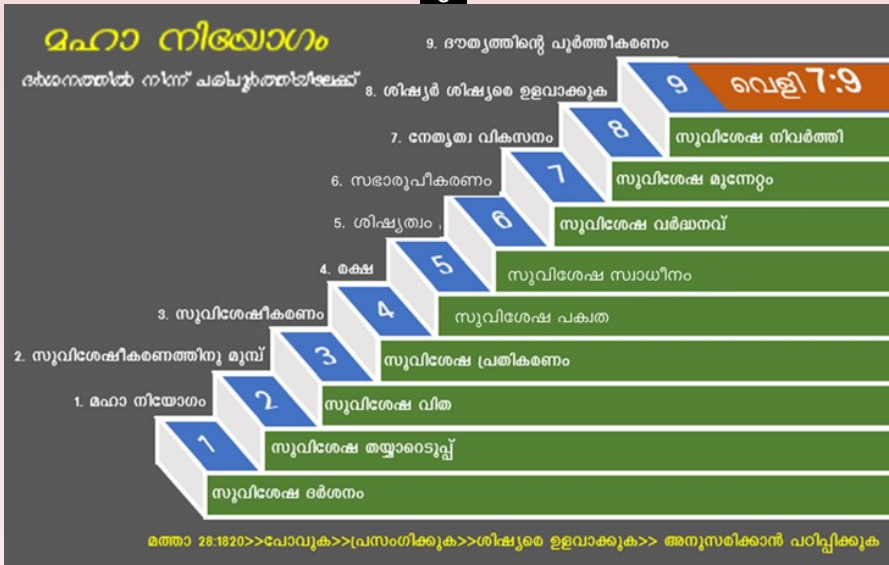 മഹാ നിയോഗം
ദർശനത്തിൽ നിന്ന് പരിപൂർത്തിയിലേക്ക്
9. ദൗത്യത്തിന്റെ പൂർത്തീകരണം
8. ശിഷ്യർ ശിഷ്യരെ ഉളവാക്കുക
7. നേതൃത്വ വികസനം
6. സഭാരൂപീകരണം
5. ശിഷ്യത്വം
4. രക്ഷ
3. സുവിശേഷീകരണം
2. സുവിശേഷീകരണത്തിനു മുമ്പ്
1. മഹാ നിയോഗം
9 വെളി 7:9
8 സുവിശേഷ നിവർത്തി
7 സുവിശേഷ മുന്നേറ്റം
6 സുവിശേഷ വർദ്ധനവ്
5 സുവിശേഷ സ്വാധീനം
4 സുവിശേഷ പക്വത
3 സുവിശേഷ പ്രതികരണം
2 സുവിശേഷ വിത
1 സുവിശേഷ തയ്യാറെടുപ്പ്
സുവിശേഷ ദർശനം
മത്താ 28:1820>>പോവുക>>പ്രസംഗിക്കുക>>ശിഷ്യരെ ഉളവാക്കുക>> അനുസരിക്കാൻ പഠിപ്പിക്കുക